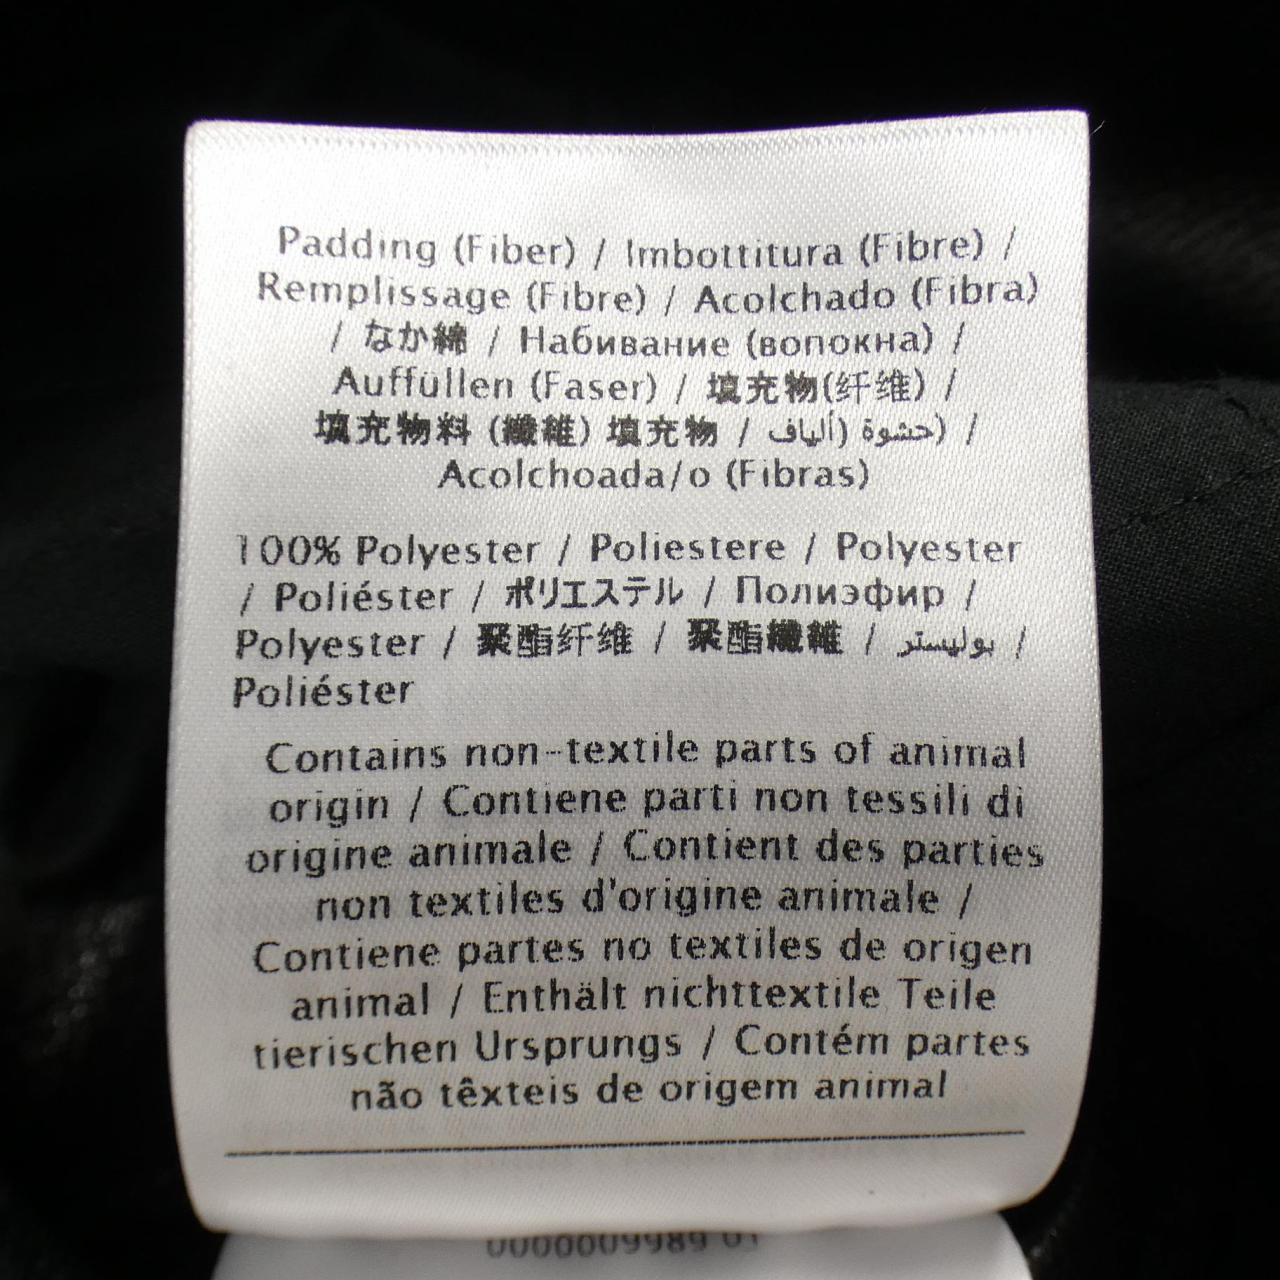 Padding (Fiber) / Imbottitura (Fibre) /
Remplissage (Fibre) / Acolchado (Fibra)
/ なか綿 / Набивание (волокна) /
Auffüllen (Faser) / 填充物(纤维) /
填充物料 (纖維) 填充物 / حشوة (ألياف) /
Acolchoada/o (Fibras)
100% Polyester / Poliestere / Polyester
/ Poliéster / ポリエステル / Полиэфир /
Polyester / 聚酯纤维 / 聚酯纖維 / بوليستر /
Poliéster
Contains non-textile parts of animal
origin / Contiene parti non tessili di
origine animale / Contient des parties
non textiles d'origine animale /
Contiene partes no textiles de origen
animal / Enthält nichttextile Teile
tierischen Ursprungs / Contém partes
não têxteis de origem animal
0000009989 01